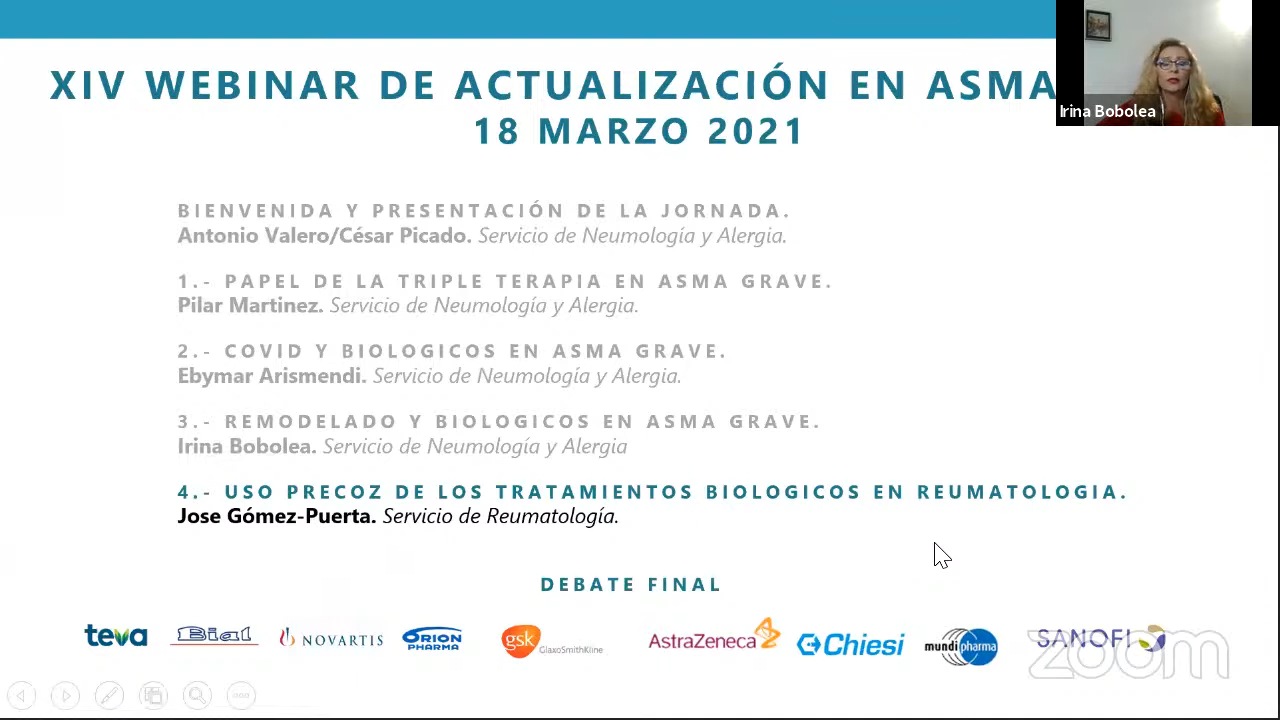 XIV WEBINAR DE ACTUALIZACIÓN EN ASMA
18 MARZO 2021
Irina Bobolea
BIENVENIDA Y PRESENTACIÓN DE LA JORNADA.
Antonio Valero/César Picado. Servicio de Neumología y Alergia.
1.- PAPEL DE LA TRIPLE TERAPIA EN ASMA GRAVE.
Pilar Martinez. Servicio de Neumología y Alergia.
2.- COVID Y BIOLOGICOS EN ASMA GRAVE.
Ebymar Arismendi. Servicio de Neumología y Alergia.
3.- REMODELADO Y BIOLOGICOS EN ASMA GRAVE.
Irina Bobolea. Servicio de Neumología y Alergia
4.- USO PRECOZ DE LOS TRATAMIENTOS BIOLOGICOS EN REUMATOLOGIA.
Jose Gómez-Puerta. Servicio de Reumatología.
DEBATE FINAL
teva Bial NOVARTIS ORION PHARMA gsk GlaxoSmithKline AstraZeneca Chiesi mundipharma SANOFI
zoom